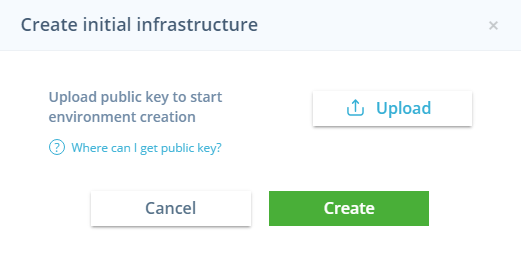 Create initial infrastructure
×
Upload public key to start
environment creation
Upload
? Where can I get public key?
Cancel
Create